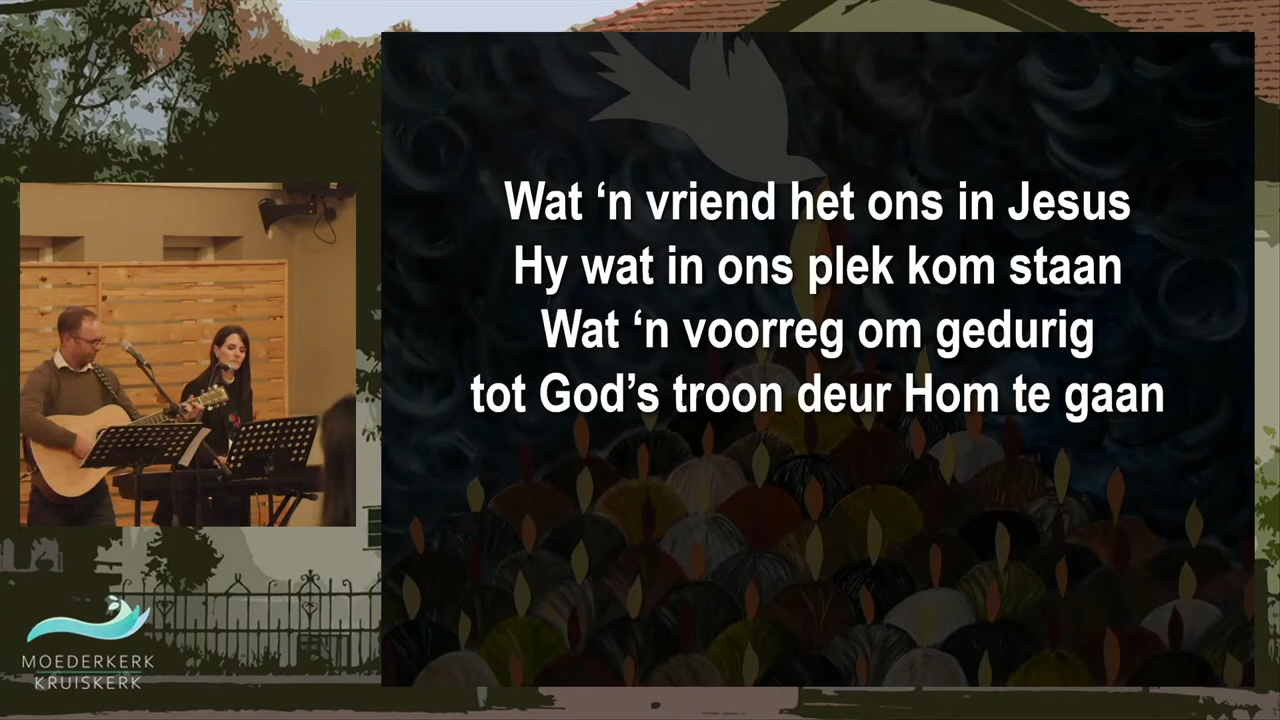 Wat ‘n vriend het ons in Jesus
Hy wat in ons plek kom staan
Wat ‘n voorreg om gedurig
tot God’s troon deur Hom te gaan
MOEDERKERK
KRUISKERK